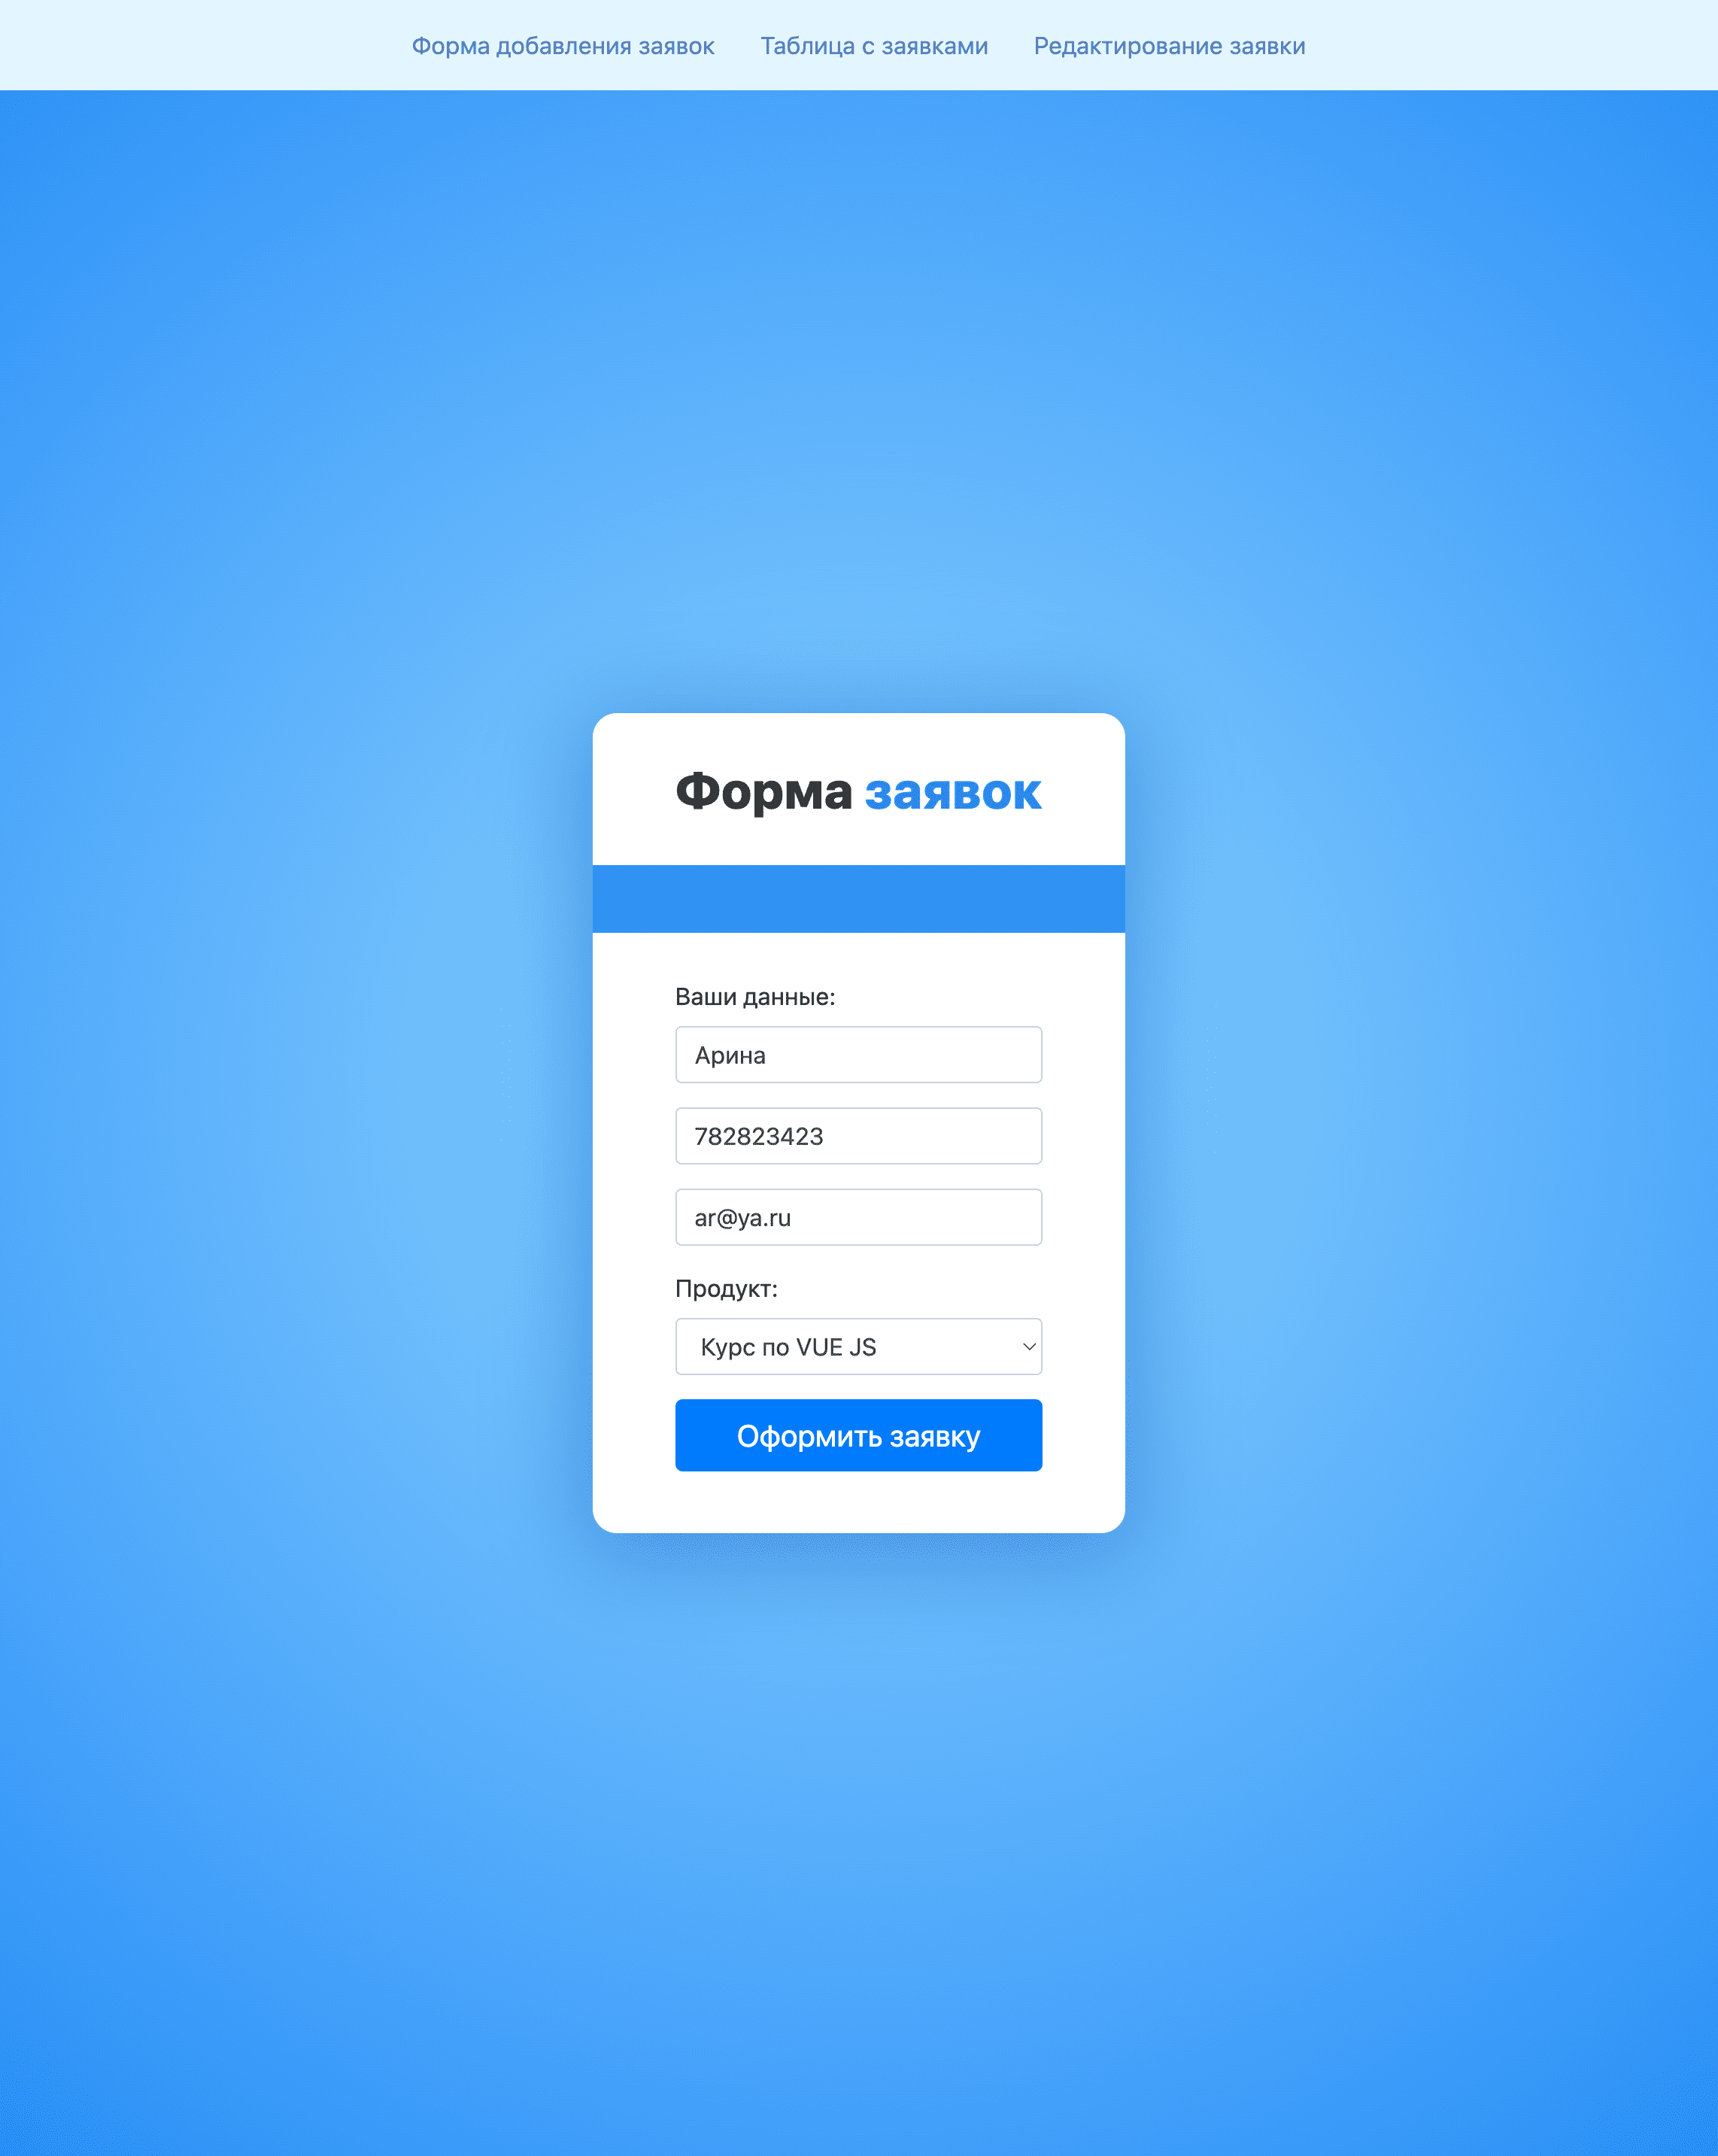 Форма добавления заявок Таблица с заявками Редактирование заявки
Форма заявок
Ваши данные:
Арина
782823423
ar@ya.ru
Продукт:
Курс по VUE JS
Оформить заявку